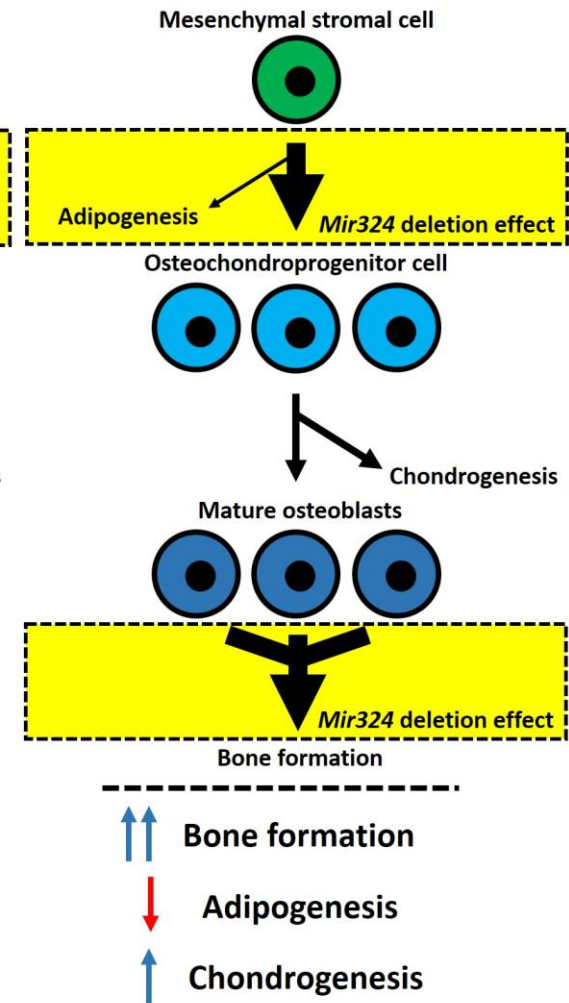 Mesenchymal stromal cell
Adipogenesis
Mir324 deletion effect
Osteochondroprogenitor cell
Chondrogenesis
Mature osteoblasts
Mir324 deletion effect
Bone formation
Bone formation
Adipogenesis
Chondrogenesis